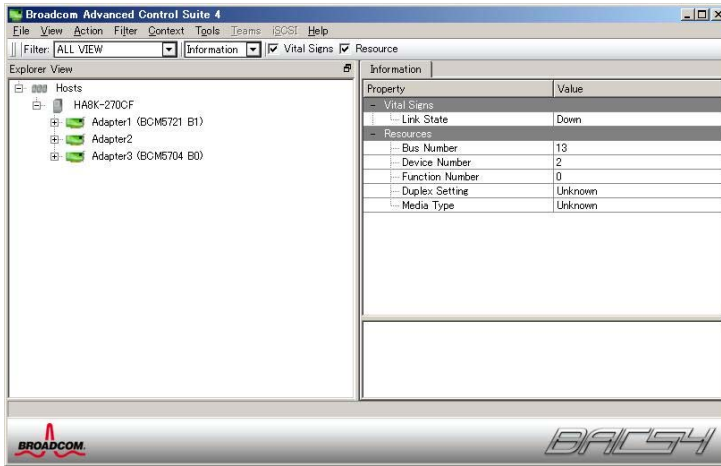 Broadcom Advanced Control Suite 4
File View Action Filter Context Tools Teams iSCSI Help
Filter: ALL VIEW Information Vital Signs Resource
Explorer View
Hosts
HA8K-270CF
Adapter1 (BCM5721 B1)
Adapter2
Adapter3 (BCM5704 B0)
Information
Property Value
Vital Signs
Link State Down
Resources
Bus Number 13
Device Number 2
Function Number 0
Duplex Setting Unknown
Media Type Unknown
BROADCOM. BACS4